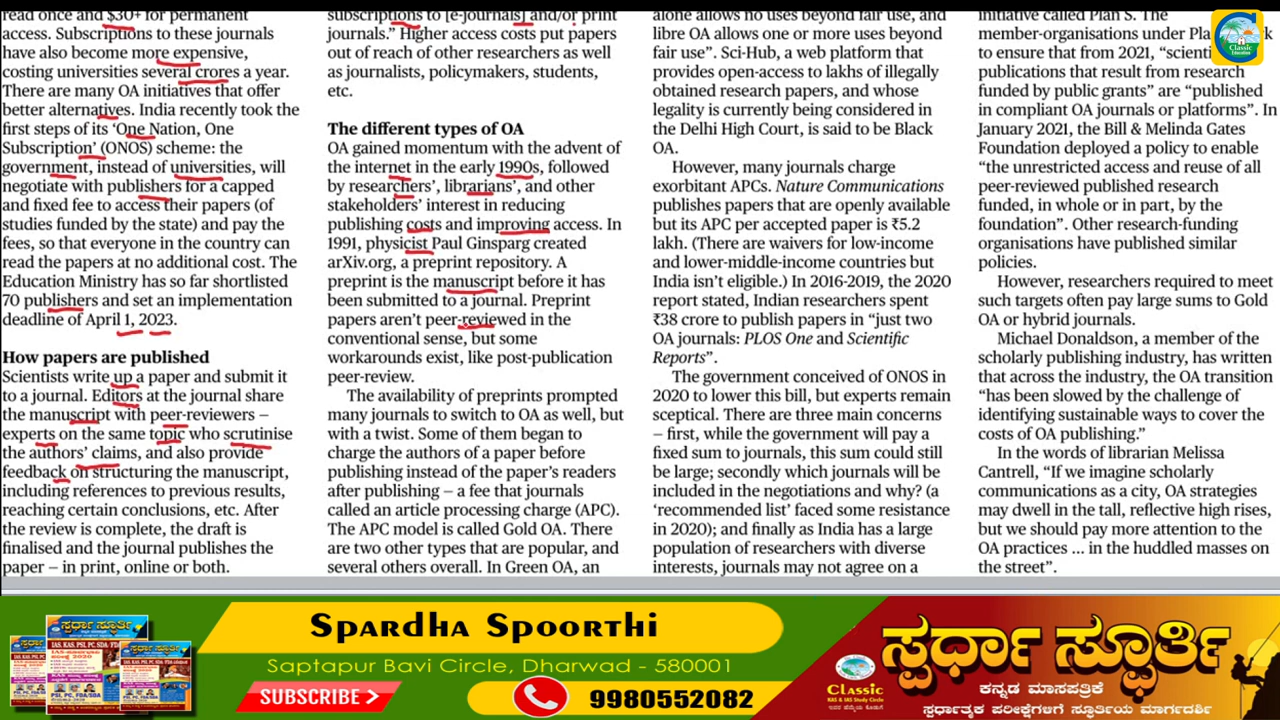 read once and $30+ for permanent
access. Subscriptions to these journals
have also become more expensive,
costing universities several crores a year.
There are many OA initiatives that offer
better alternatives. India recently took the
first steps of its ‘One Nation, One
Subscription’ (ONOS) scheme: the
government, instead of universities, will
negotiate with publishers for a capped
and fixed fee to access their papers (of
studies funded by the state) and pay the
fees, so that everyone in the country can
read the papers at no additional cost. The
Education Ministry has so far shortlisted
70 publishers and set an implementation
deadline of April 1, 2023.
How papers are published
Scientists write up a paper and submit it
to a journal. Editors at the journal share
the manuscript with peer-reviewers –
experts on the same topic who scrutinise
the authors’ claims, and also provide
feedback on structuring the manuscript,
including references to previous results,
reaching certain conclusions, etc. After
the review is complete, the draft is
finalised and the journal publishes the
paper – in print, online or both.
subscriptions to [e-journals] and/or print
journals.” Higher access costs put papers
out of reach of other researchers as well
as journalists, policymakers, students,
etc.
The different types of OA
OA gained momentum with the advent of
the internet in the early 1990s, followed
by researchers’, librarians’, and other
stakeholders’ interest in reducing
publishing costs and improving access. In
1991, physicist Paul Ginsparg created
arXiv.org, a preprint repository. A
preprint is the manuscript before it has
been submitted to a journal. Preprint
papers aren’t peer-reviewed in the
conventional sense, but some
workarounds exist, like post-publication
peer-review.
The availability of preprints prompted
many journals to switch to OA as well, but
with a twist. Some of them began to
charge the authors of a paper before
publishing instead of the paper’s readers
after publishing – a fee that journals
called an article processing charge (APC).
The APC model is called Gold OA. There
are two other types that are popular, and
several others overall. In Green OA, an
alone allows no uses beyond fair use, and
libre OA allows one or more uses beyond
fair use”. Sci-Hub, a web platform that
provides open-access to lakhs of illegally
obtained research papers, and whose
legality is currently being considered in
the Delhi High Court, is said to be Black
OA.
However, many journals charge
exorbitant APCs. Nature Communications
publishes papers that are openly available
but its APC per accepted paper is ₹5.2
lakh. (There are waivers for low-income
and lower-middle-income countries but
India isn’t eligible.) In 2016-2019, the 2020
report stated, Indian researchers spent
₹38 crore to publish papers in “just two
OA journals: PLOS One and Scientific
Reports”.
The government conceived of ONOS in
2020 to lower this bill, but experts remain
sceptical. There are three main concerns
– first, while the government will pay a
fixed sum to journals, this sum could still
be large; secondly which journals will be
included in the negotiations and why? (a
‘recommended list’ faced some resistance
in 2020); and finally as India has a large
population of researchers with diverse
interests, journals may not agree on a
initiative called Plan S. The
member-organisations under Pla k
to ensure that from 2021, “scienti
publications that result from research
funded by public grants” are “published
in compliant OA journals or platforms”. In
January 2021, the Bill & Melinda Gates
Foundation deployed a policy to enable
“the unrestricted access and reuse of all
peer-reviewed published research
funded, in whole or in part, by the
foundation”. Other research-funding
organisations have published similar
policies.
However, researchers required to meet
such targets often pay large sums to Gold
OA or hybrid journals.
Michael Donaldson, a member of the
scholarly publishing industry, has written
that across the industry, the OA transition
“has been slowed by the challenge of
identifying sustainable ways to cover the
costs of OA publishing.”
In the words of librarian Melissa
Cantrell, “If we imagine scholarly
communications as a city, OA strategies
may dwell in the tall, reflective high rises,
but we should pay more attention to the
OA practices ... in the huddled masses on
the street”.
Classic
Education
Spardha Spoorthi
Saptapur Bavi Circle Dharwad - 580001
SUBSCRIBE
9980552082
ಸ್ಪರ್ಧಾ ಸ್ಫೂರ್ತಿ
Classic
KAS & IAS Study Circle
ಸ್ಪರ್ಧಾ ಸ್ಫೂರ್ತಿ
ಕನ್ನಡ ಮಾಸಪತ್ರಿಕೆ
ಸ್ಪರ್ಧಾತ್ಮಕ ಪರೀಕ್ಷೆಗಳಿಗೆ ಸ್ಫೂರ್ತಿಯ ಮಾರ್ಗದರ್ಶಿ